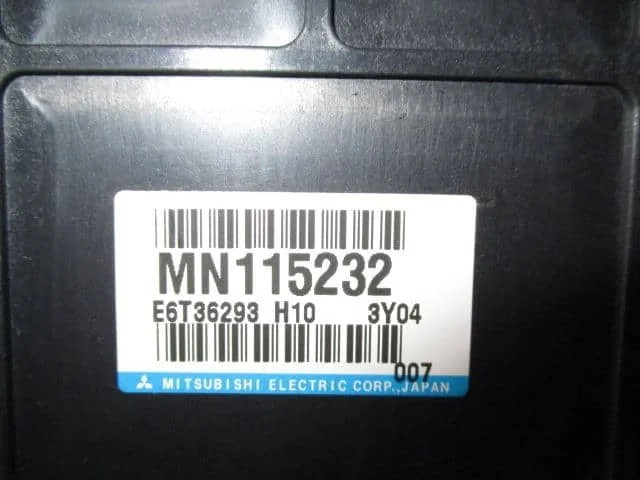 MN115232
E6T36293 H10 3Y04
007
MITSUBISHI ELECTRIC CORP.,JAPAN